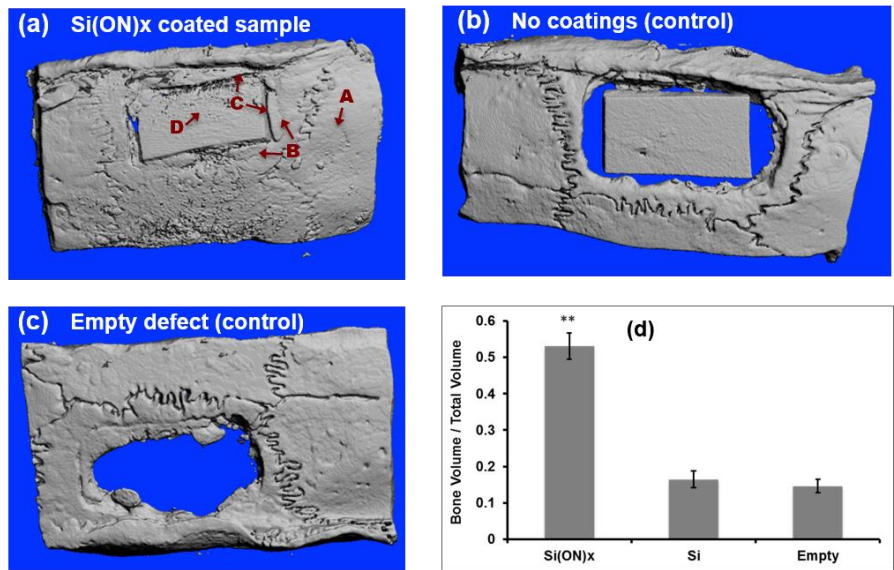 (a) Si(ON)x coated sample
A
C
D
B
(b) No coatings (control)
(c) Empty defect (control)
(d)
**
Bone Volume / Total Volume
0.6
0.5
0.4
0.3
0.2
0.1
0
Si(ON)x Si Empty